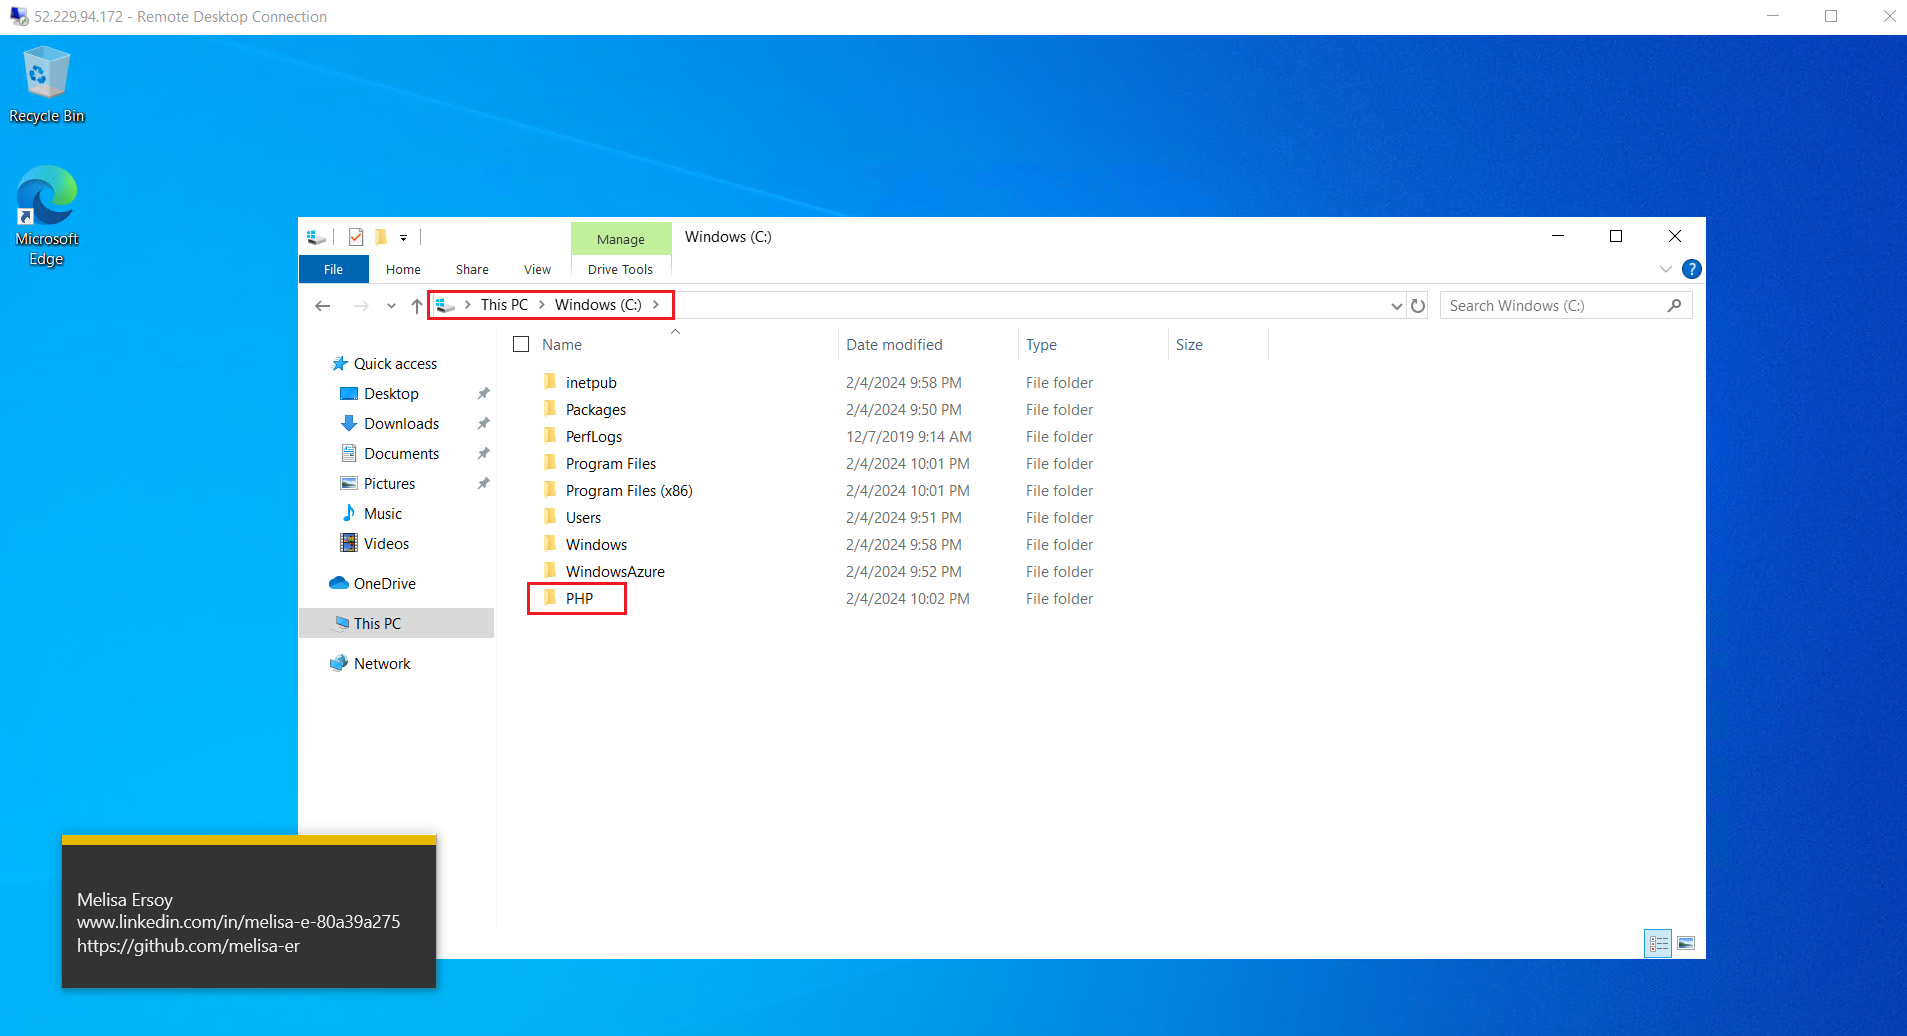 52.229.94.172 - Remote Desktop Connection
Recycle Bin
Microsoft
Edge
Manage
Windows (C:)
File
Home
Share
View
Drive Tools
?
This PC
Windows (C:)
Search Windows (C:)
Name
Date modified
Type
Size
Quick access
Desktop
Downloads
Documents
Pictures
Music
Videos
OneDrive
This PC
Network
inetpub 2/4/2024 9:58 PM File folder
Packages 2/4/2024 9:50 PM File folder
PerfLogs 12/7/2019 9:14 AM File folder
Program Files 2/4/2024 10:01 PM File folder
Program Files (x86) 2/4/2024 10:01 PM File folder
Users 2/4/2024 9:51 PM File folder
Windows 2/4/2024 9:58 PM File folder
WindowsAzure 2/4/2024 9:52 PM File folder
PHP 2/4/2024 10:02 PM File folder
Melisa Ersoy
www.linkedin.com/in/melisa-e-80a39a275
https://github.com/melisa-er